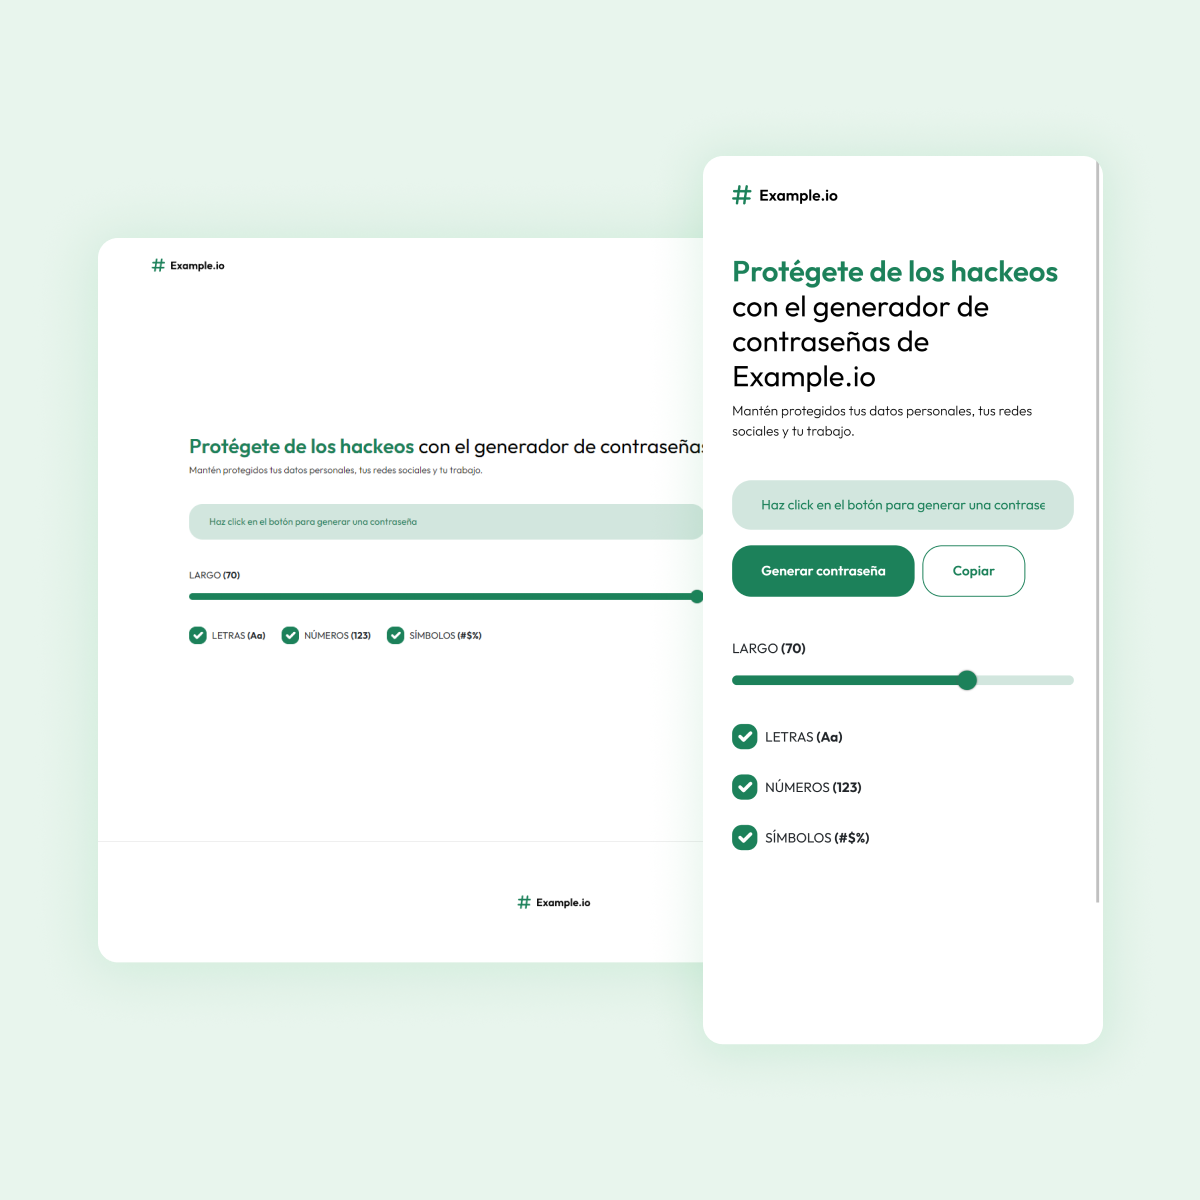 # Example.io
Protégete de los hackeos con el generador de contraseñas
Mantén protegidos tus datos personales, tus redes sociales y tu trabajo.
Haz click en el botón para generar una contraseña
LARGO (70)
LETRAS (Aa) NÚMEROS (123) SÍMBOLOS (#$%)
# Example.io
# Example.io
Protégete de los hackeos
con el generador de
contraseñas de
Example.io
Mantén protegidos tus datos personales, tus redes
sociales y tu trabajo.
Haz click en el botón para generar una contrase
Generar contraseña Copiar
LARGO (70)
LETRAS (Aa)
NÚMEROS (123)
SÍMBOLOS (#$%)